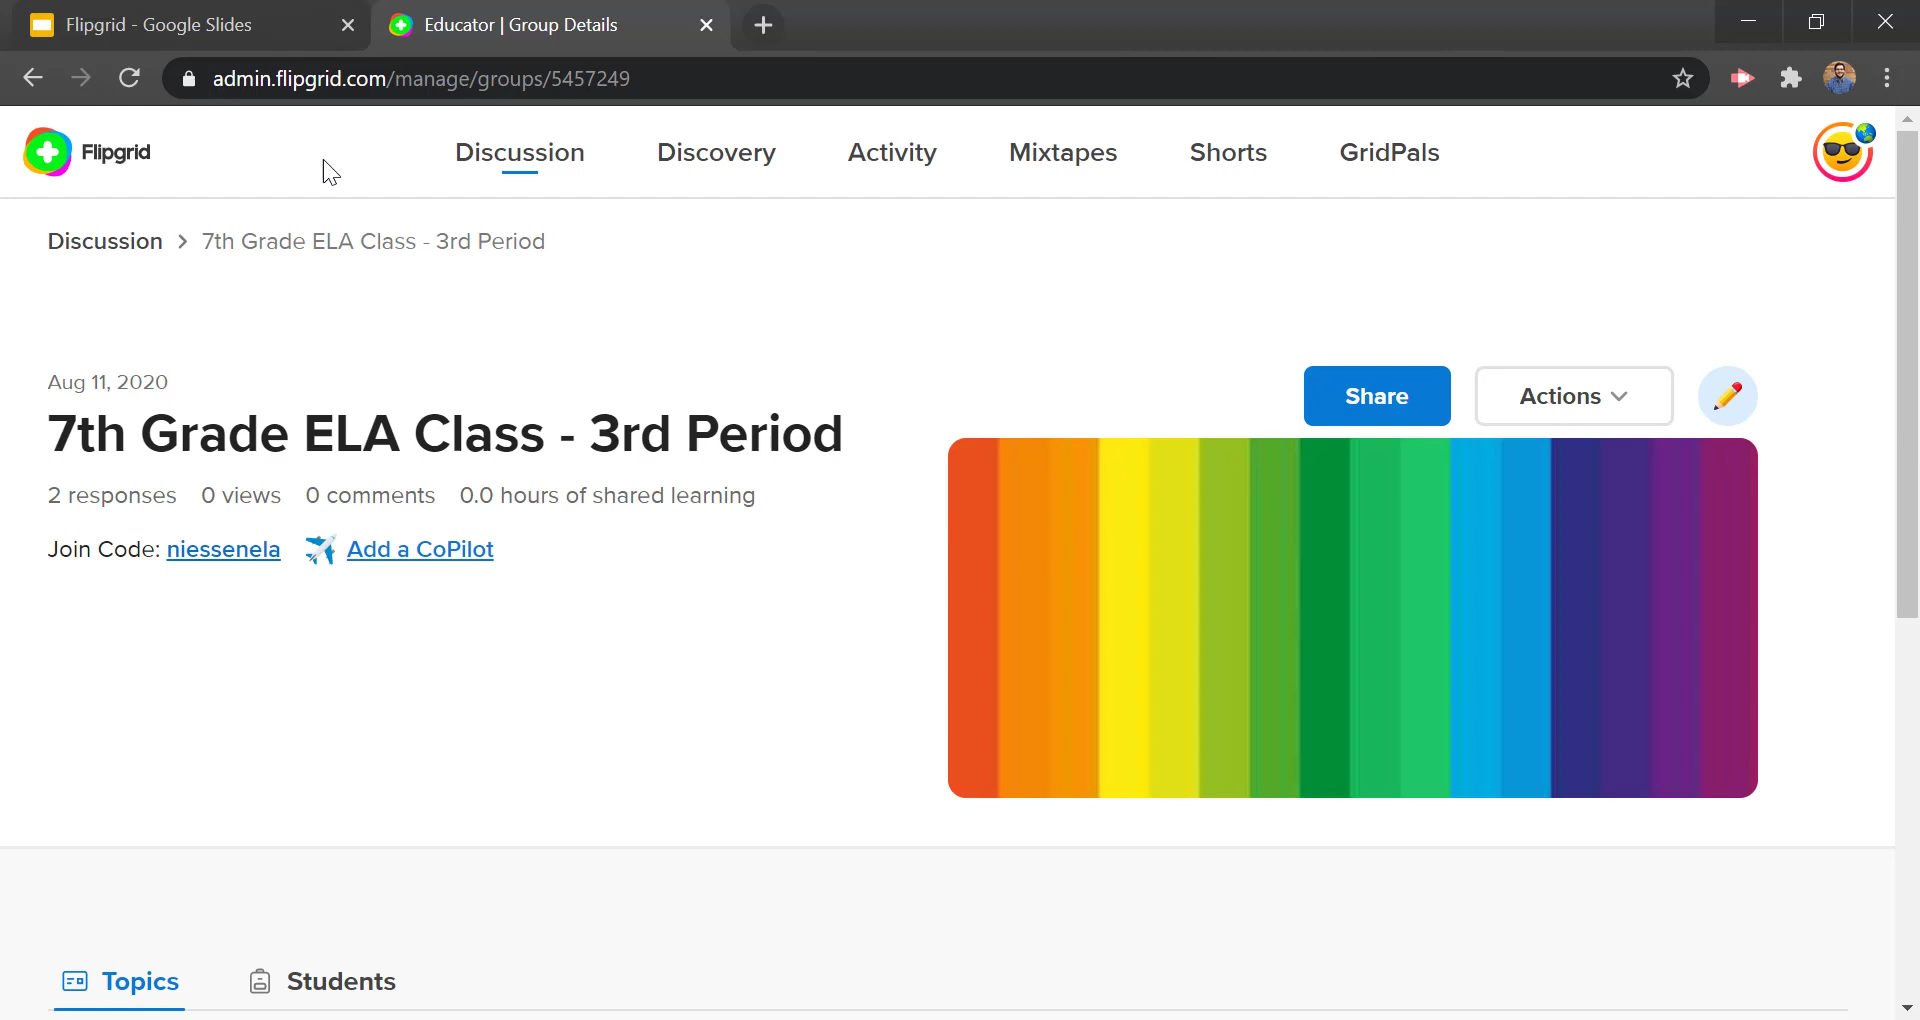 Flipgrid - Google Slides
Educator | Group Details
admin.flipgrid.com/manage/groups/5457249
Flipgrid
Discussion
Discovery
Activity
Mixtapes
Shorts
GridPals
Discussion > 7th Grade ELA Class - 3rd Period
Aug 11, 2020
Share
Actions
7th Grade ELA Class - 3rd Period
2 responses 0 views 0 comments 0.0 hours of shared learning
Join Code: niessenela Add a CoPilot
Topics
Students